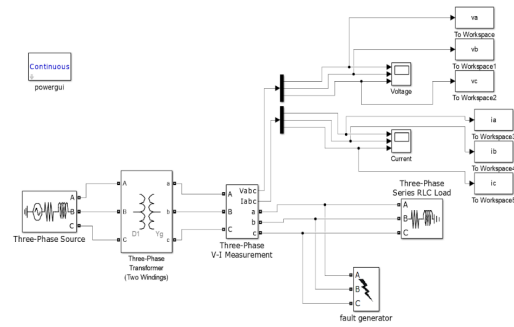 Continuous
powergui
va
To Workspace
vb
To Workspace1
vc
To Workspace2
Voltage
ia
To Workspace3
ib
To Workspace4
ic
To Workspace5
Current
Vabc
Iabc
A
B
C
a
b
c
Three-Phase
V-I Measurement
A
B
C
Three-Phase Source
A
B
C
a
b
c
D1
Yg
Three-Phase
Transformer
(Two Windings)
Three-Phase
Series RLC Load
A
B
C
A
B
C
fault generator